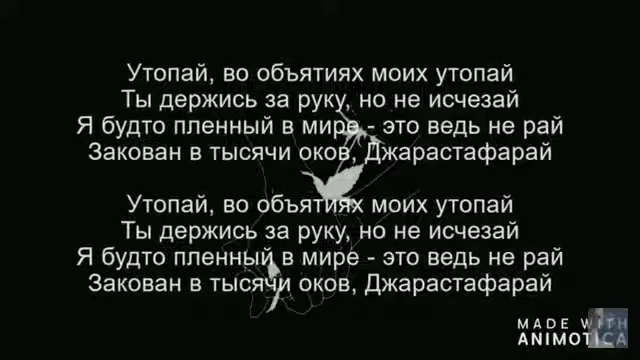 Утопай, во объятиях моих утопай
Ты держись за руку, но не исчезай
Я будто пленный в мире - это ведь не рай
Закован в тысячи оков, Джарастафарай
Утопай, во объятиях моих утопай
Ты держись за руку, но не исчезай
Я будто пленный в мире - это ведь не рай
Закован в тысячи оков, Джарастафарай
MADE WITH
ANIMOTICA